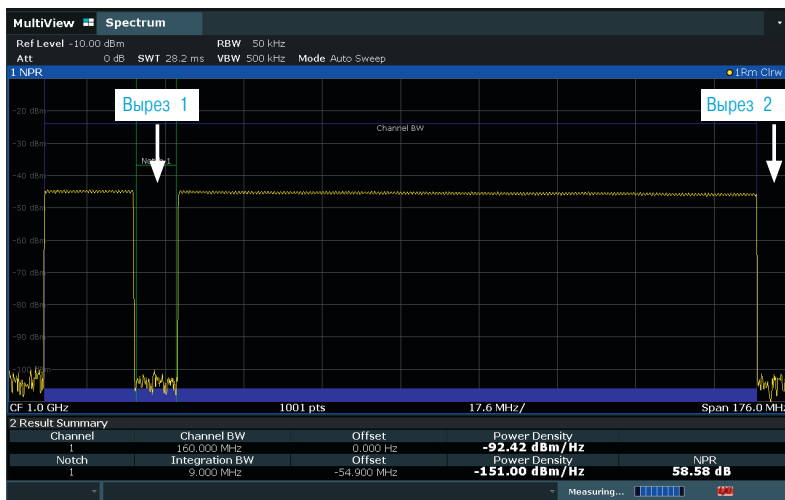 MultiView Spectrum
Ref Level -10.00 dBm RBW 50 kHz
Att 0 dB SWT 28.2 ms VBW 500 kHz Mode Auto Sweep
1 NPR 1Rm Clrw
Вырез 1 Вырез 2
-20 dBm
Channel BW
-30 dBm
Notch 1
-40 dBm
-50 dBm
-60 dBm
-70 dBm
-80 dBm
-90 dBm
-100 dBm
CF 1.0 GHz 1001 pts 17.6 MHz/ Span 176.0 MHz
2 Result Summary
Channel Channel BW Offset Power Density
1 160.000 MHz 0.000 Hz -92.42 dBm/Hz
Notch Integration BW Offset Power Density NPR
1 9.000 MHz -54.900 MHz -151.00 dBm/Hz 58.58 dB
Measuring...